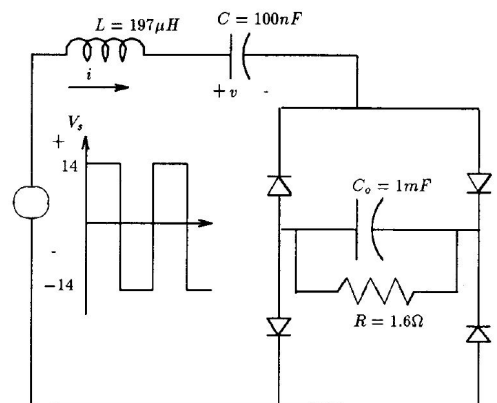 L = 197μH
C = 100nF
i
+ v -
+
V_s
14
C_o = 1mF
-
−14
R = 1.6Ω